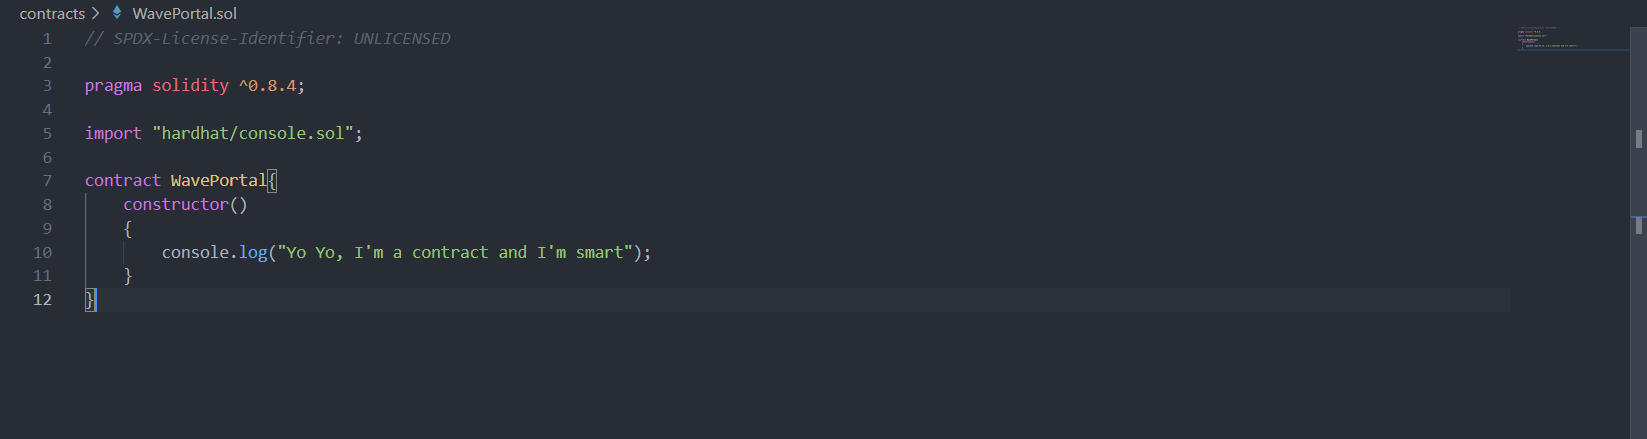 contracts > WavePortal.sol
1 // SPDX-License-Identifier: UNLICENSED
2
3 pragma solidity ^0.8.4;
4
5 import "hardhat/console.sol";
6
7 contract WavePortal{
8 constructor()
9 {
10 console.log("Yo Yo, I'm a contract and I'm smart");
11 }
12 }